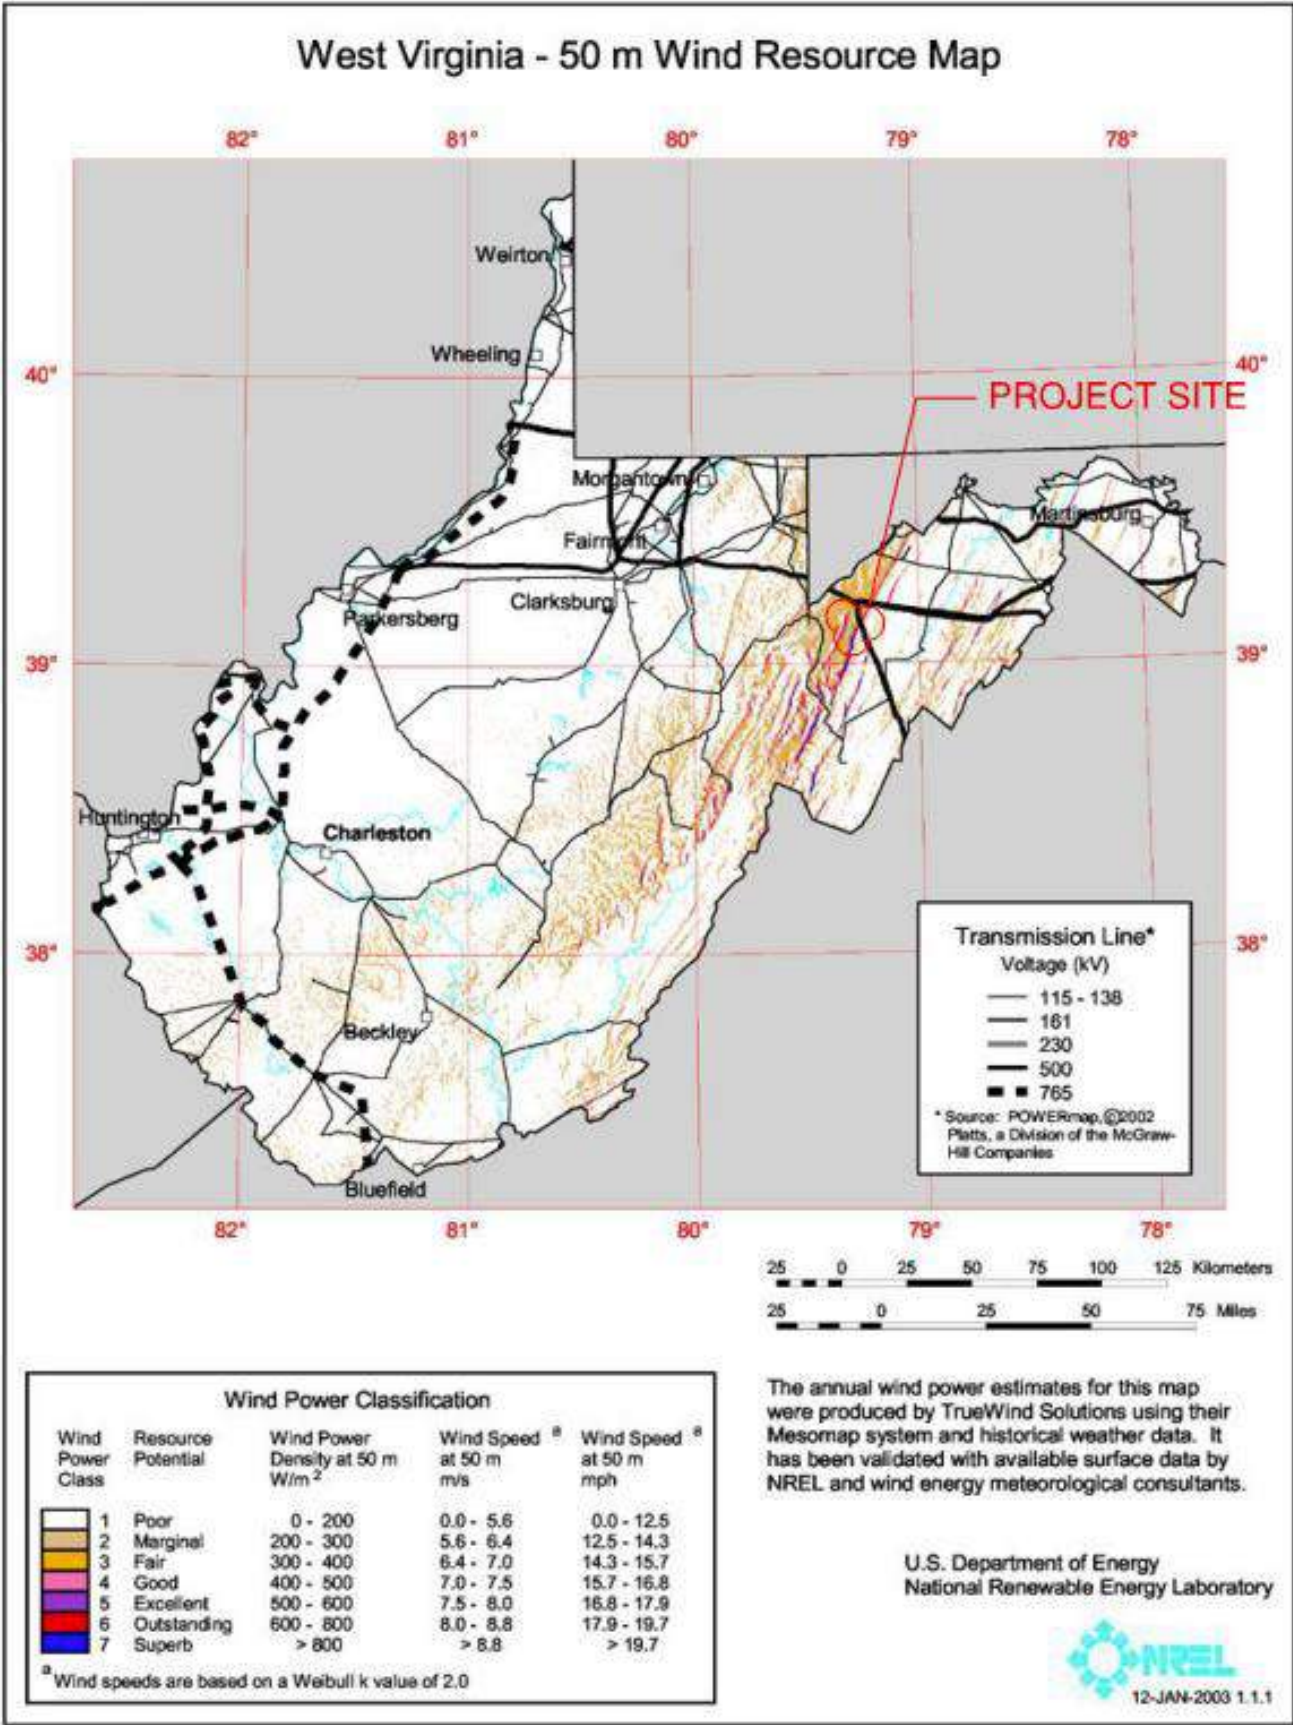 West Virginia - 50 m Wind Resource Map
82° 81° 80° 79° 78°
Weirton
Wheeling
40° 40°
PROJECT SITE
Morgantown
Martinsburg
Fairmont
Clarksburg
Parkersberg
39° 39°
Huntington
Charleston
Transmission Line*
Voltage (kV)
38° 38°
115 - 138
161
230
500
765
* Source: POWERmap, ©2002
Platts, a Division of the McGraw-
Hill Companies
Beckley
Bluefield
82° 81° 80° 79° 78°
25 0 25 50 75 100 125 Kilometers
25 0 25 50 75 Miles
Wind Power Classification
Wind Power Class
Resource Potential
Wind Power Density at 50 m W/m 2
Wind Speed a at 50 m m/s
Wind Speed a at 50 m mph
1 Poor 0 - 200 0.0 - 5.6 0.0 - 12.5
2 Marginal 200 - 300 5.6 - 6.4 12.5 - 14.3
3 Fair 300 - 400 6.4 - 7.0 14.3 - 15.7
4 Good 400 - 500 7.0 - 7.5 15.7 - 16.8
5 Excellent 500 - 600 7.5 - 8.0 16.8 - 17.9
6 Outstanding 600 - 800 8.0 - 8.8 17.9 - 19.7
7 Superb > 800 > 8.8 > 19.7
a Wind speeds are based on a Weibull k value of 2.0
The annual wind power estimates for this map
were produced by TrueWind Solutions using their
Mesomap system and historical weather data. It
has been validated with available surface data by
NREL and wind energy meteorological consultants.
U.S. Department of Energy
National Renewable Energy Laboratory
NREL
12-JAN-2003 1.1.1